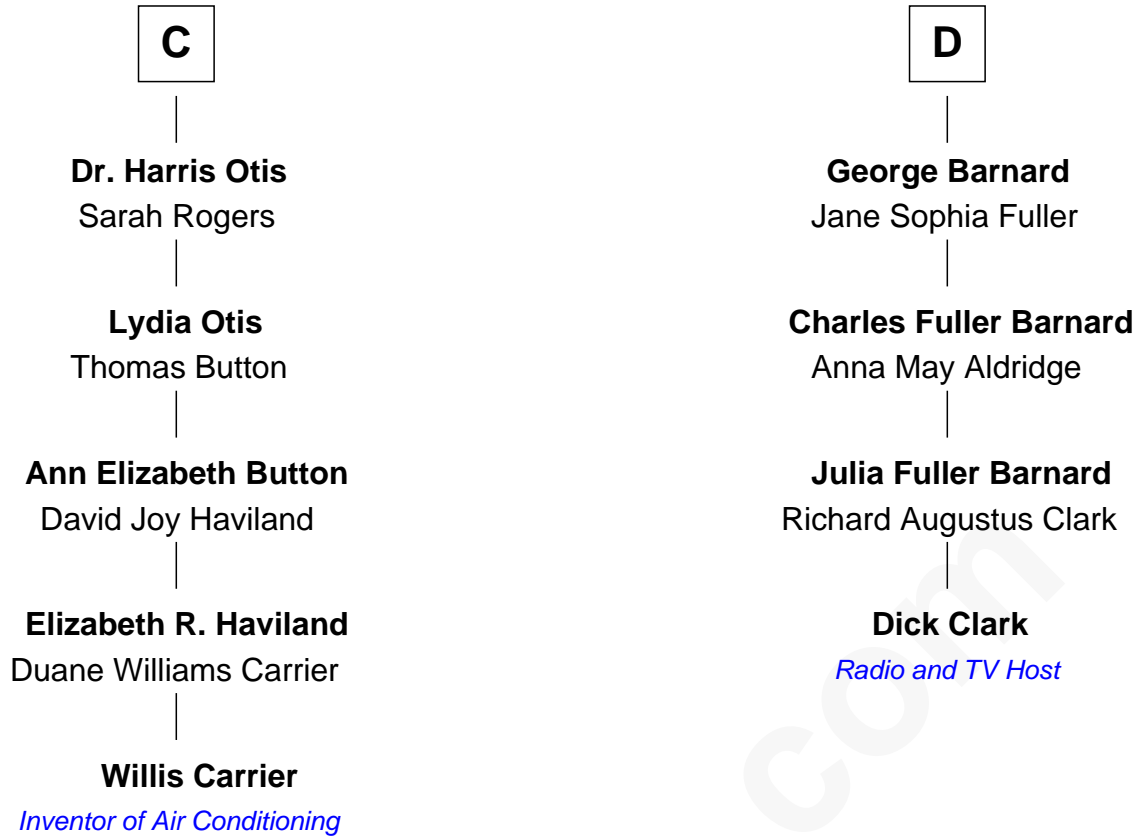 C
Dr. Harris Otis
Sarah Rogers
Lydia Otis
Thomas Button
Ann Elizabeth Button
David Joy Haviland
Elizabeth R. Haviland
Duane Williams Carrier
Willis Carrier
Inventor of Air Conditioning
D
George Barnard
Jane Sophia Fuller
Charles Fuller Barnard
Anna May Aldridge
Julia Fuller Barnard
Richard Augustus Clark
Dick Clark
Radio and TV Host
com